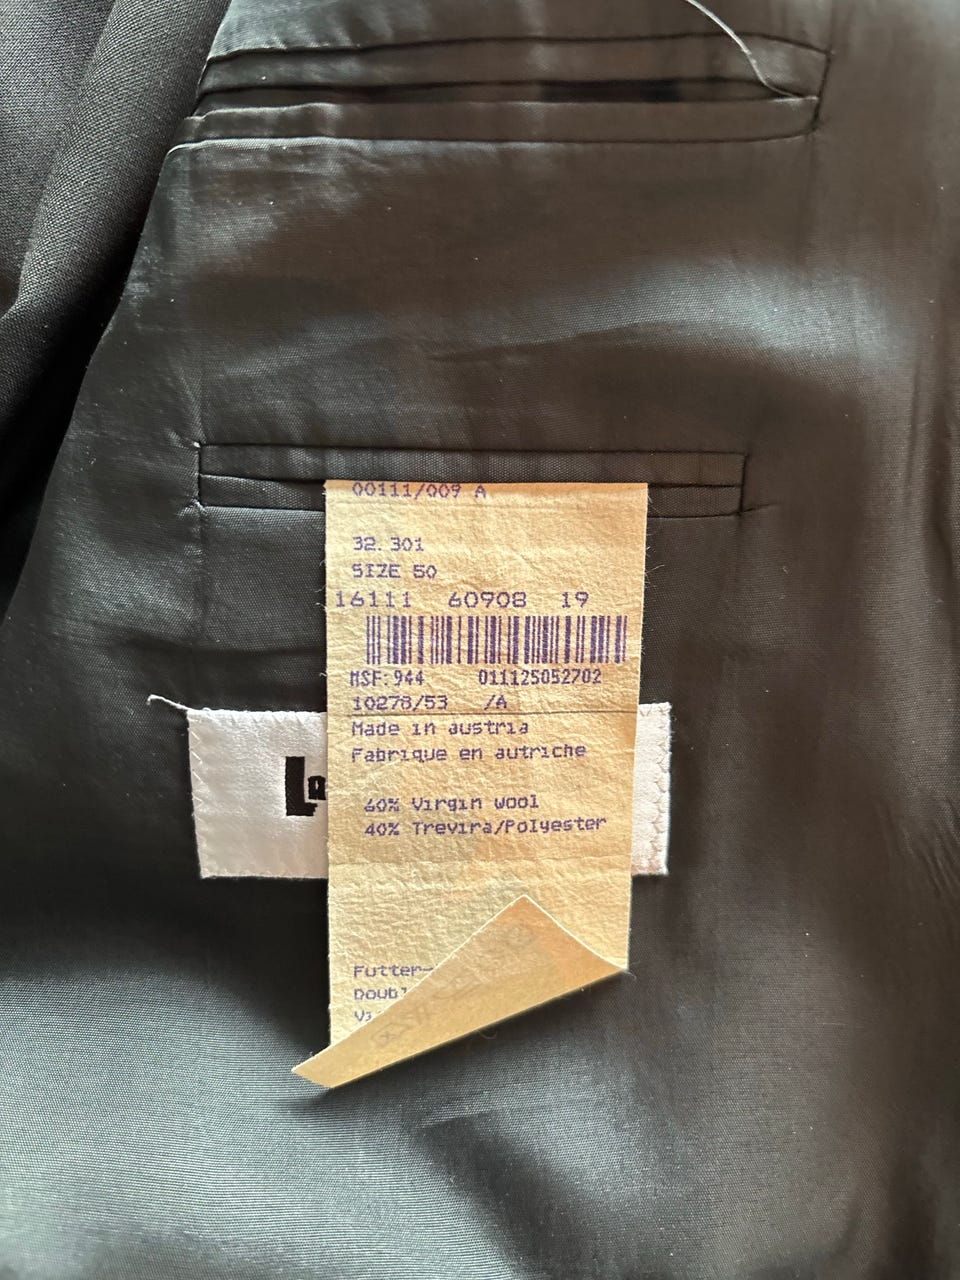 00111/009 A
32.301
SIZE 50
16111 60908 19
MSF:944 011125052702
10278/53 /A
Made in austria
Fabrique en autriche
60% Virgin wool
40% Trevira/Polyester
Futter-